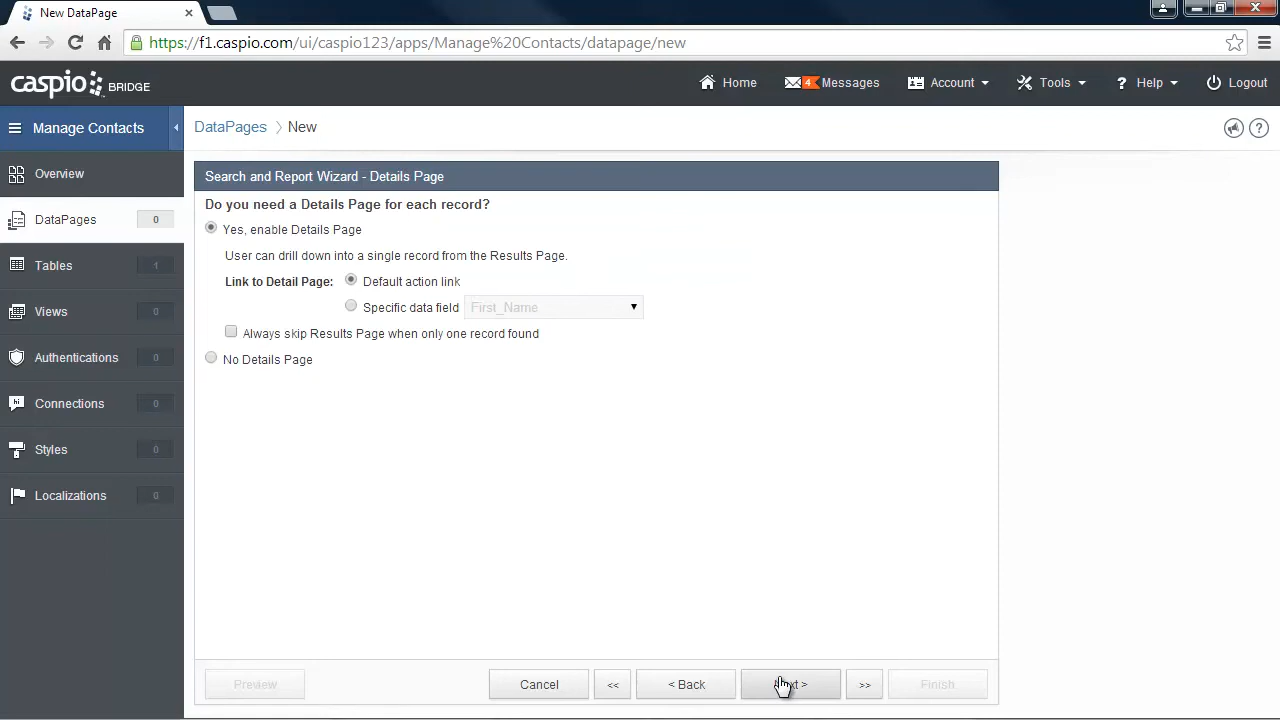 New DataPage
https://f1.caspio.com/ui/caspio123/apps/Manage%20Contacts/datapage/new
caspio BRIDGE
Home
4 Messages
Account
Tools
? Help
Logout
Manage Contacts
DataPages > New
?
Overview
DataPages 0
Tables 1
Views 0
Authentications 0
hi Connections 0
Styles 0
Localizations 0
Search and Report Wizard - Details Page
Do you need a Details Page for each record?
Yes, enable Details Page
User can drill down into a single record from the Results Page.
Link to Detail Page: Default action link
Specific data field First_Name
Always skip Results Page when only one record found
No Details Page
Preview
Cancel
<<
< Back
>
>>
Finish